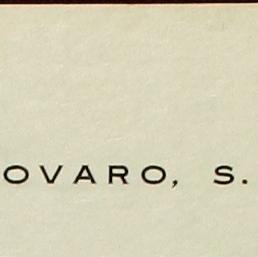 OVARO, S.